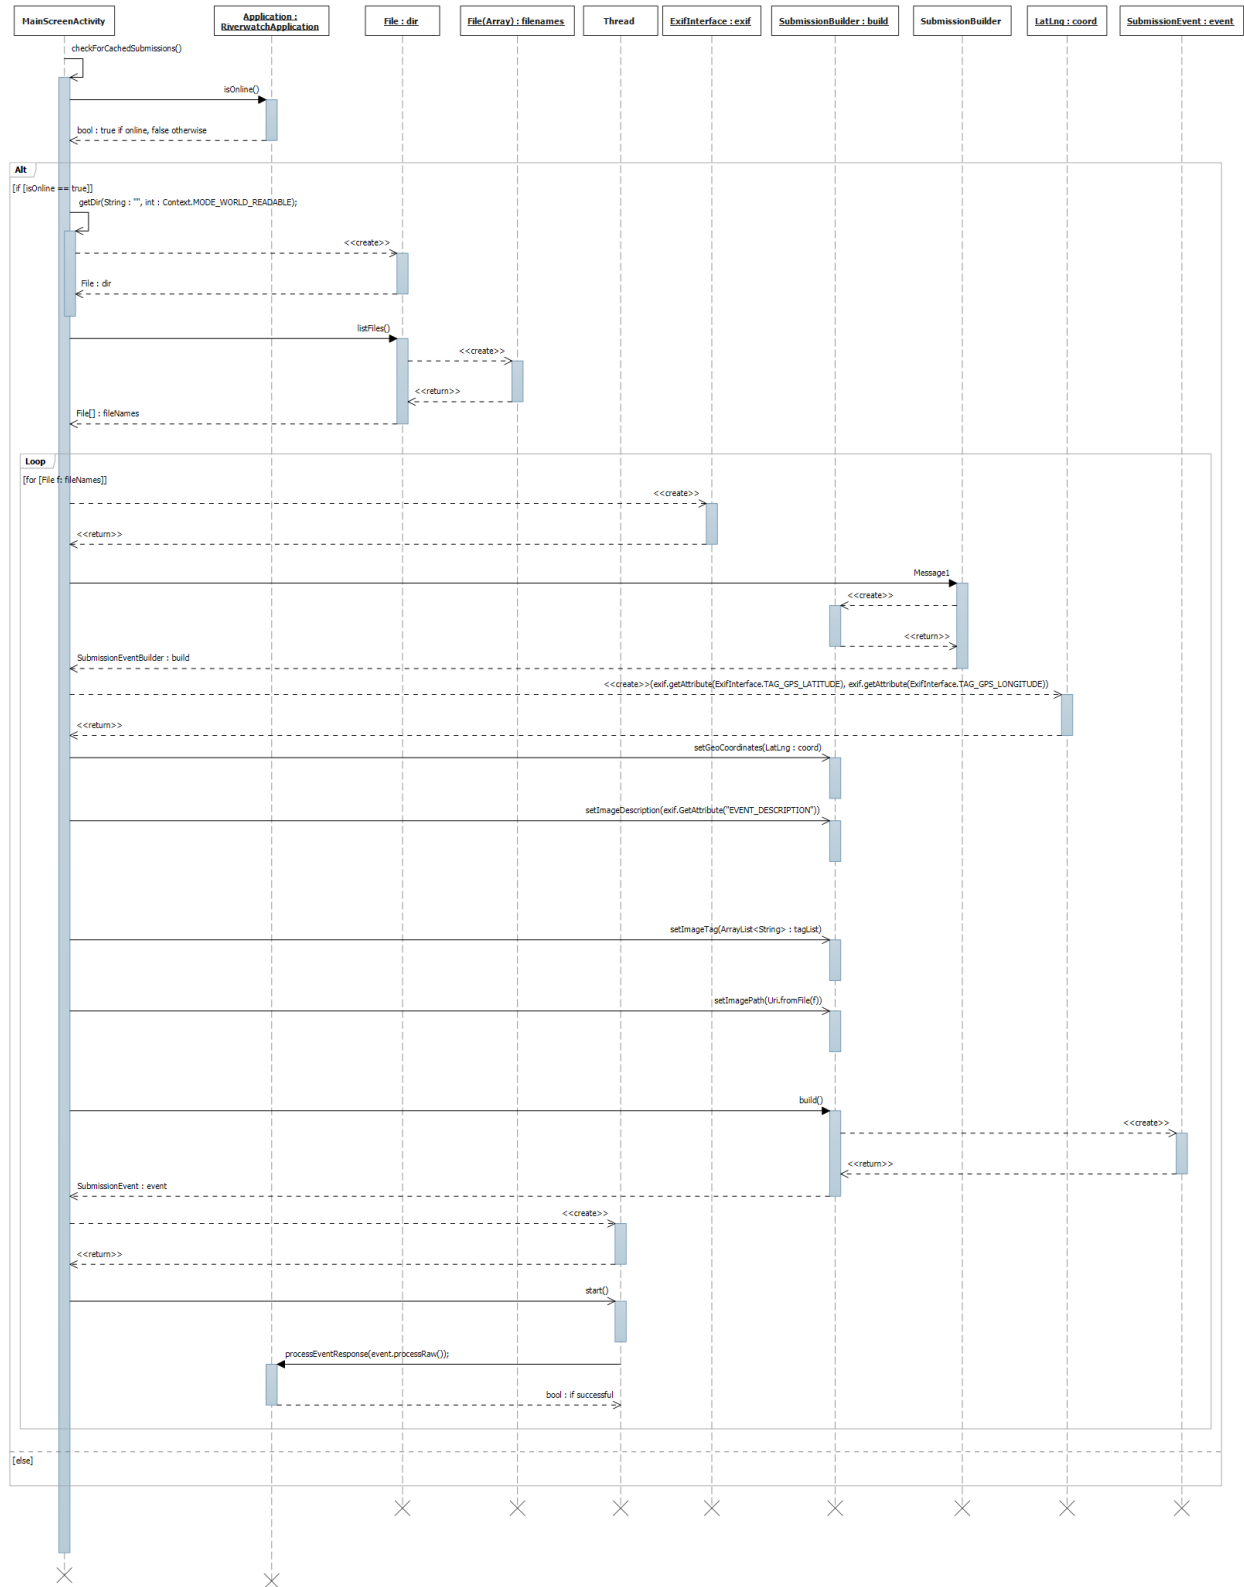 MainScreenActivity
Application :
RiverwatchApplication
File : dir
File(Array) : filenames
Thread
ExifInterface : exif
SubmissionBuilder : build
SubmissionBuilder
LatLng : coord
SubmissionEvent : event
checkForCachedSubmissions()
isOnline()
bool : true if online, false otherwise
Alt
[if [isOnline == true]]
getDir(String : "", int : Context.MODE_WORLD_READABLE);
<<create>>
File : dir
listFiles()
<<create>>
<<return>>
File[] : fileNames
Loop
[for [File f: fileNames]]
<<create>>
<<return>>
Message1
<<create>>
<<return>>
SubmissionEventBuilder : build
<<create>>(exif.getAttribute(ExifInterface.TAG_GPS_LATITUDE), exif.getAttribute(ExifInterface.TAG_GPS_LONGITUDE))
<<return>>
setGeoCoordinates(LatLng : coord)
setImageDescription(exif.GetAttribute("EVENT_DESCRIPTION"))
setImageTag(ArrayList<String> : tagList)
setImagePath(Uri.fromFile(f))
build()
<<create>>
<<return>>
SubmissionEvent : event
<<create>>
<<return>>
start()
processEventResponse(event.processRaw());
bool : if successful
[else]